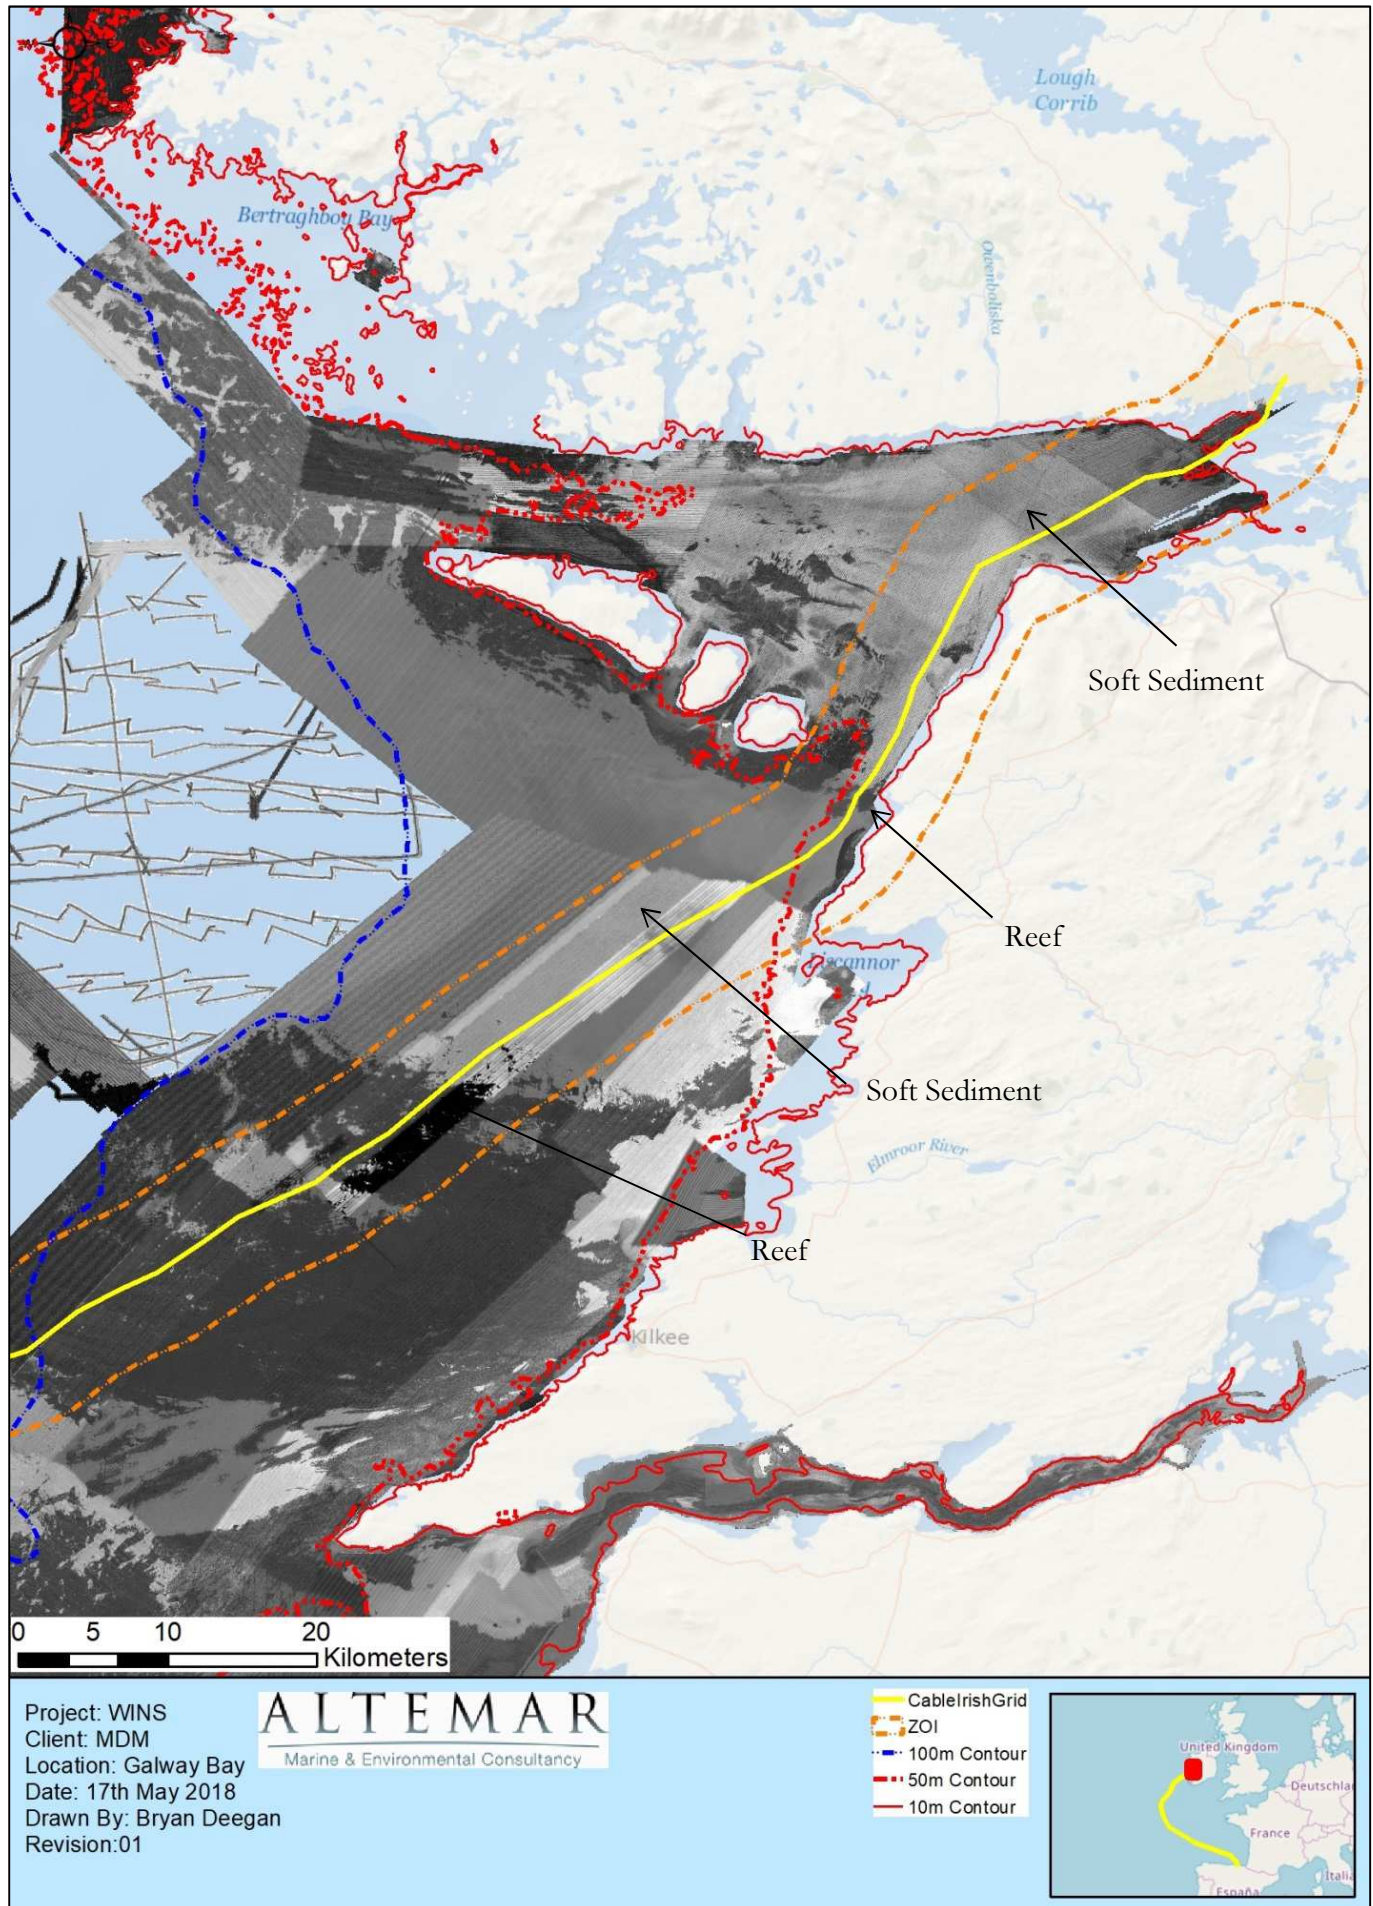 Lough
Corrib
Bertraghboy Bay
Owenboliska
Soft Sediment
Reef
Liscannor
Soft Sediment
Elmroor River
Reef
Kilkee
0 5 10 20
Kilometers
Project: WINS
Client: MDM
Location: Galway Bay
Date: 17th May 2018
Drawn By: Bryan Deegan
Revision:01
ALTEMAR
Marine & Environmental Consultancy
CableIrishGrid
ZOI
100m Contour
50m Contour
10m Contour
United Kingdom
Deutschla
France
Itali
España